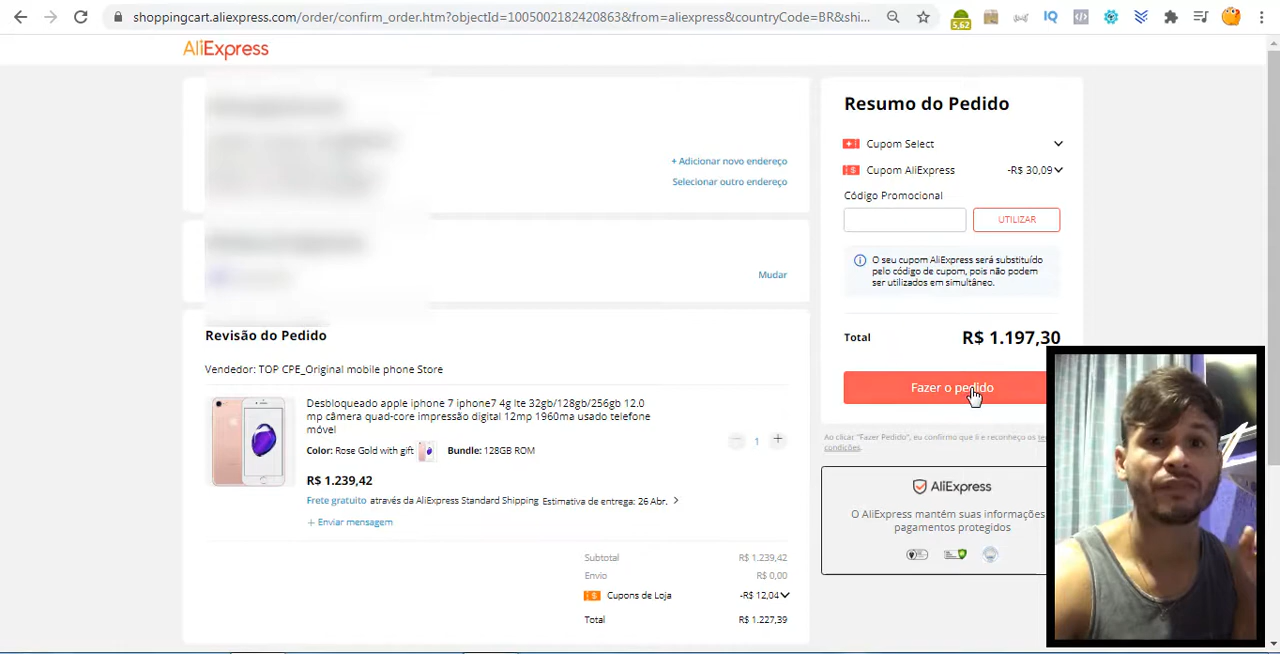 shoppingcart.aliexpress.com/order/confirm_order.htm?objectId=1005002182420863&from=aliexpress&countryCode=BR&shi...
5,62
IQ
AliExpress
+ Adicionar novo endereço
Selecionar outro endereço
Mudar
Revisão do Pedido
Vendedor: TOP CPE_Original mobile phone Store
Desbloqueado apple iphone 7 iphone7 4g lte 32gb/128gb/256gb 12.0
mp câmera quad-core impressão digital 12mp 1960ma usado telefone
móvel
Color: Rose Gold with gift Bundle: 128GB ROM
1
R$ 1.239,42
Frete gratuito através da AliExpress Standard Shipping Estimativa de entrega: 26 Abr.
+ Enviar mensagem
Subtotal R$ 1.239,42
Envio R$ 0,00
Cupons de Loja -R$ 12,04
Total R$ 1.227,39
Resumo do Pedido
Cupom Select
Cupom AliExpress -R$ 30,09
Código Promocional
UTILIZAR
O seu cupom AliExpress será substituído
pelo código de cupom, pois não podem
ser utilizados em simultâneo.
Total R$ 1.197,30
Fazer o pedido
Ao clicar "Fazer Pedido", eu confirmo que li e reconheço os
condições.
AliExpress
O AliExpress mantém suas informações
pagamentos protegidos